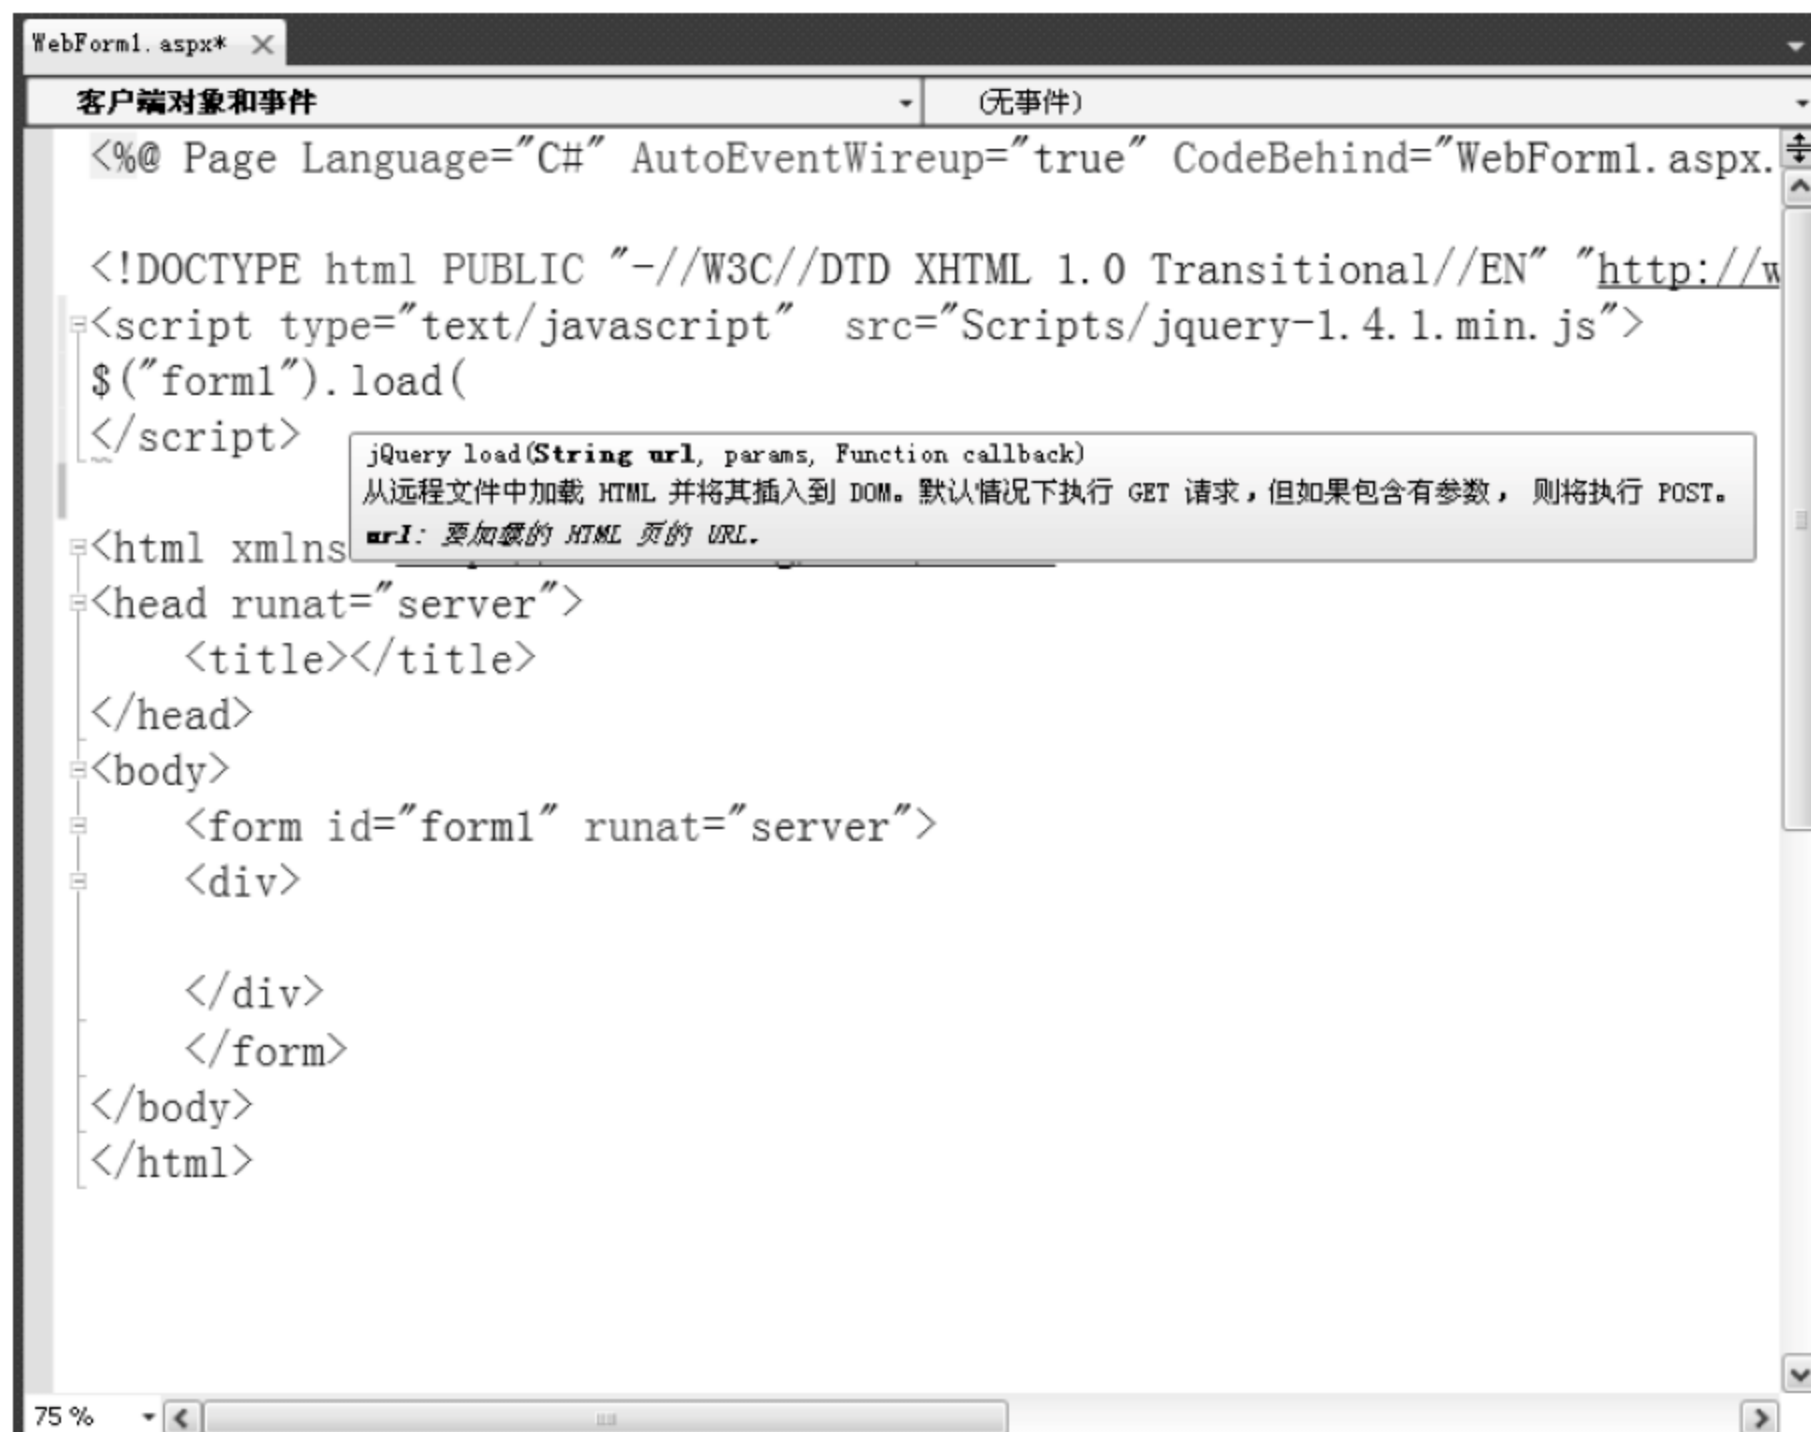 WebForm1.aspx*
客户端对象和事件 (无事件)
<%@ Page Language="C#" AutoEventWireup="true" CodeBehind="WebForm1.aspx.
<!DOCTYPE html PUBLIC "-//W3C//DTD XHTML 1.0 Transitional//EN" "http://w
<script type="text/javascript"  src="Scripts/jquery-1.4.1.min.js">
$("form1").load(
</script>
jQuery load(String url, params, Function callback)
从远程文件中加载 HTML 并将其插入到 DOM。默认情况下执行 GET 请求，但如果包含有参数， 则将执行 POST。
url: 要加载的 HTML 页的 URL。
<html xmlns
<head runat="server">
<title></title>
</head>
<body>
<form id="form1" runat="server">
<div>
</div>
</form>
</body>
</html>
75 %